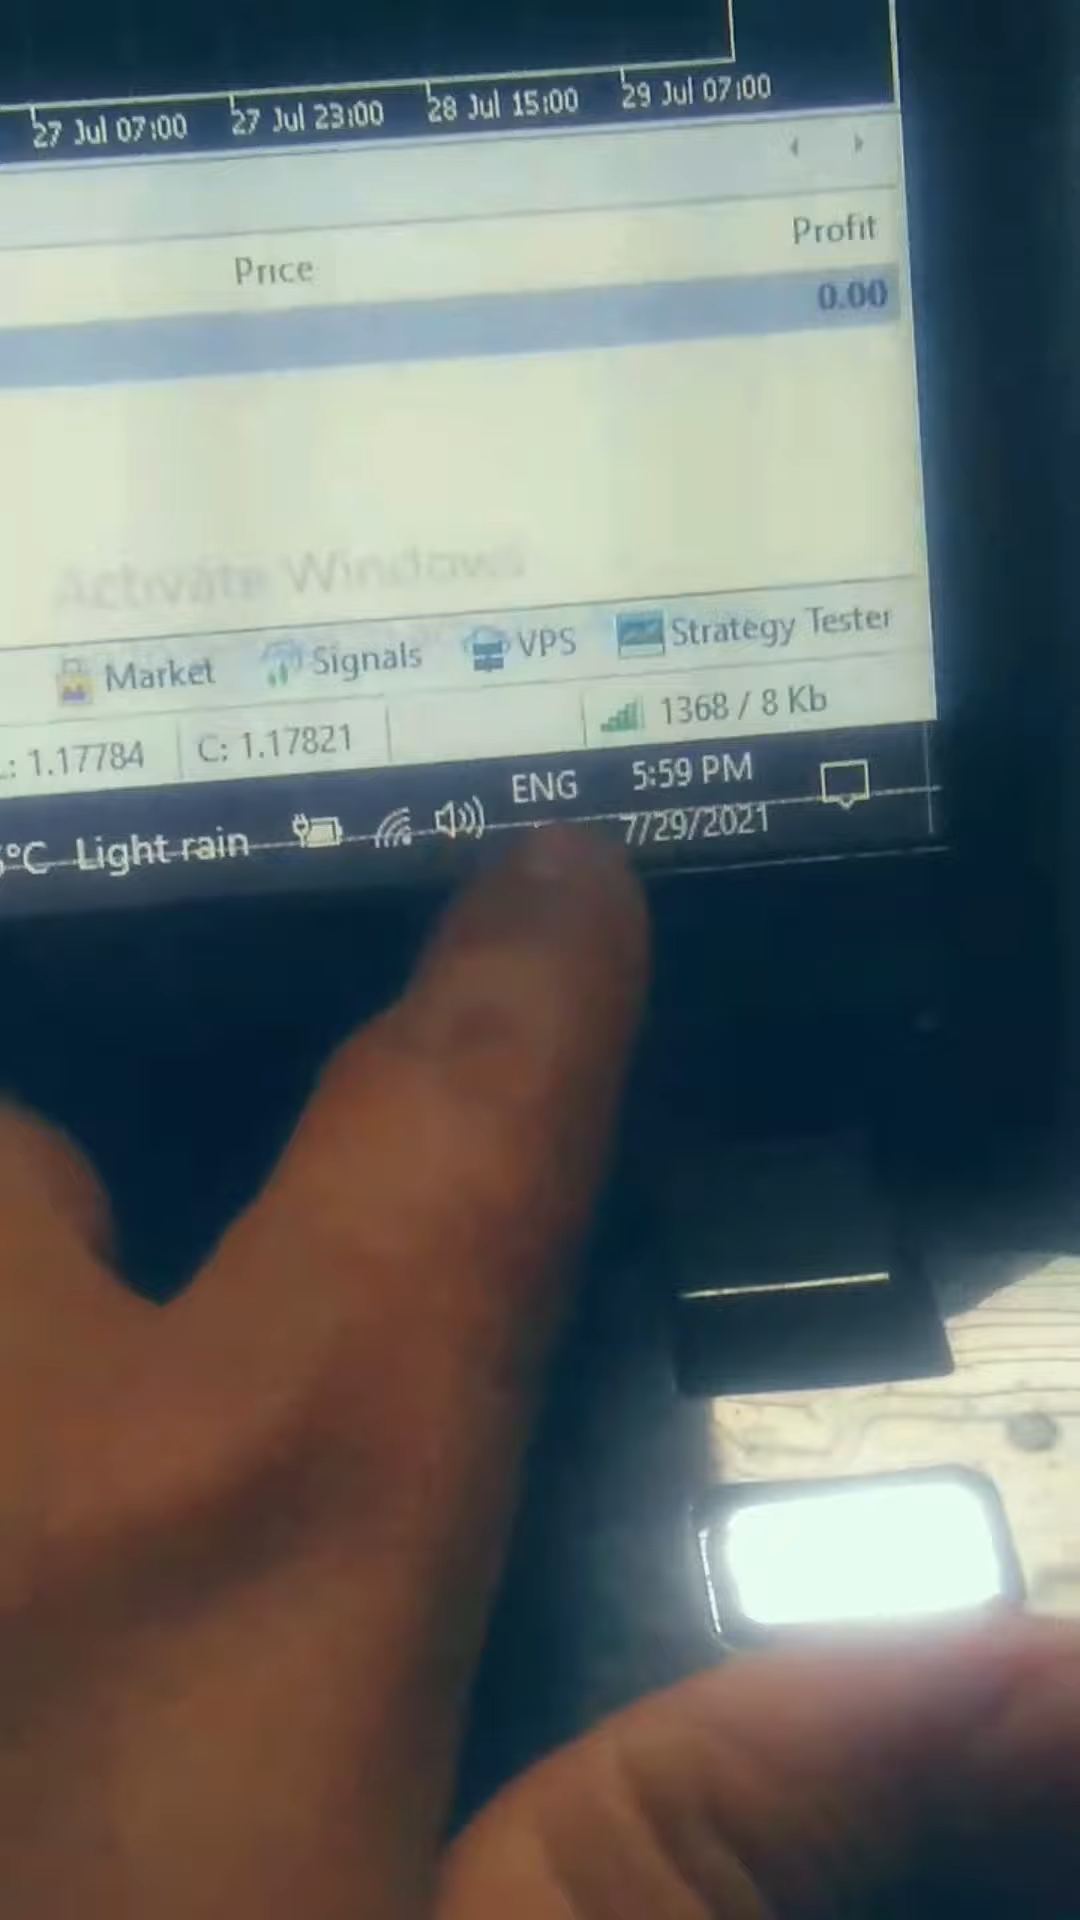 27 Jul 07:00 27 Jul 23:00 28 Jul 15:00 29 Jul 07:00
Price Profit
0.00
Activate Windows
Market Signals VPS Strategy Tester
: 1.17784 C: 1.17821 1368 / 8 Kb
°C Light rain ENG 5:59 PM
7/29/2021